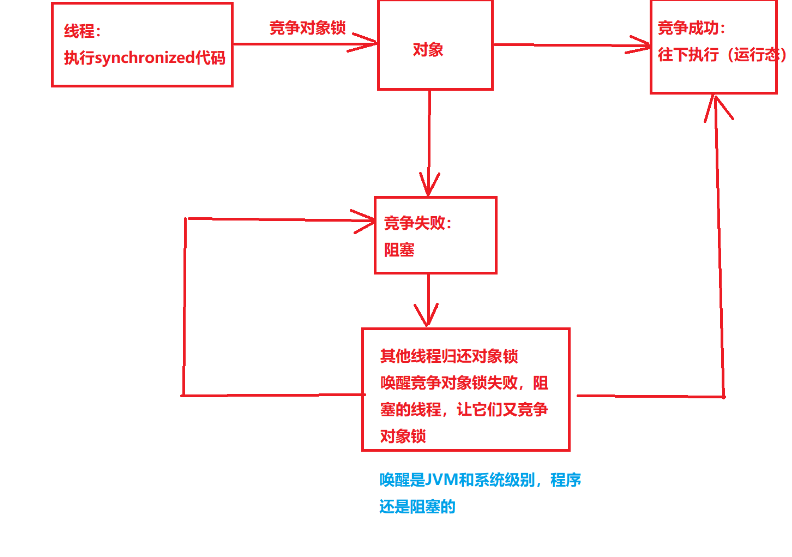 线程：
执行synchronized代码
竞争对象锁
对象
竞争成功：
往下执行（运行态）
竞争失败：
阻塞
其他线程归还对象锁
唤醒竞争对象锁失败，阻
塞的线程，让它们又竞争
对象锁
唤醒是JVM和系统级别，程序
还是阻塞的